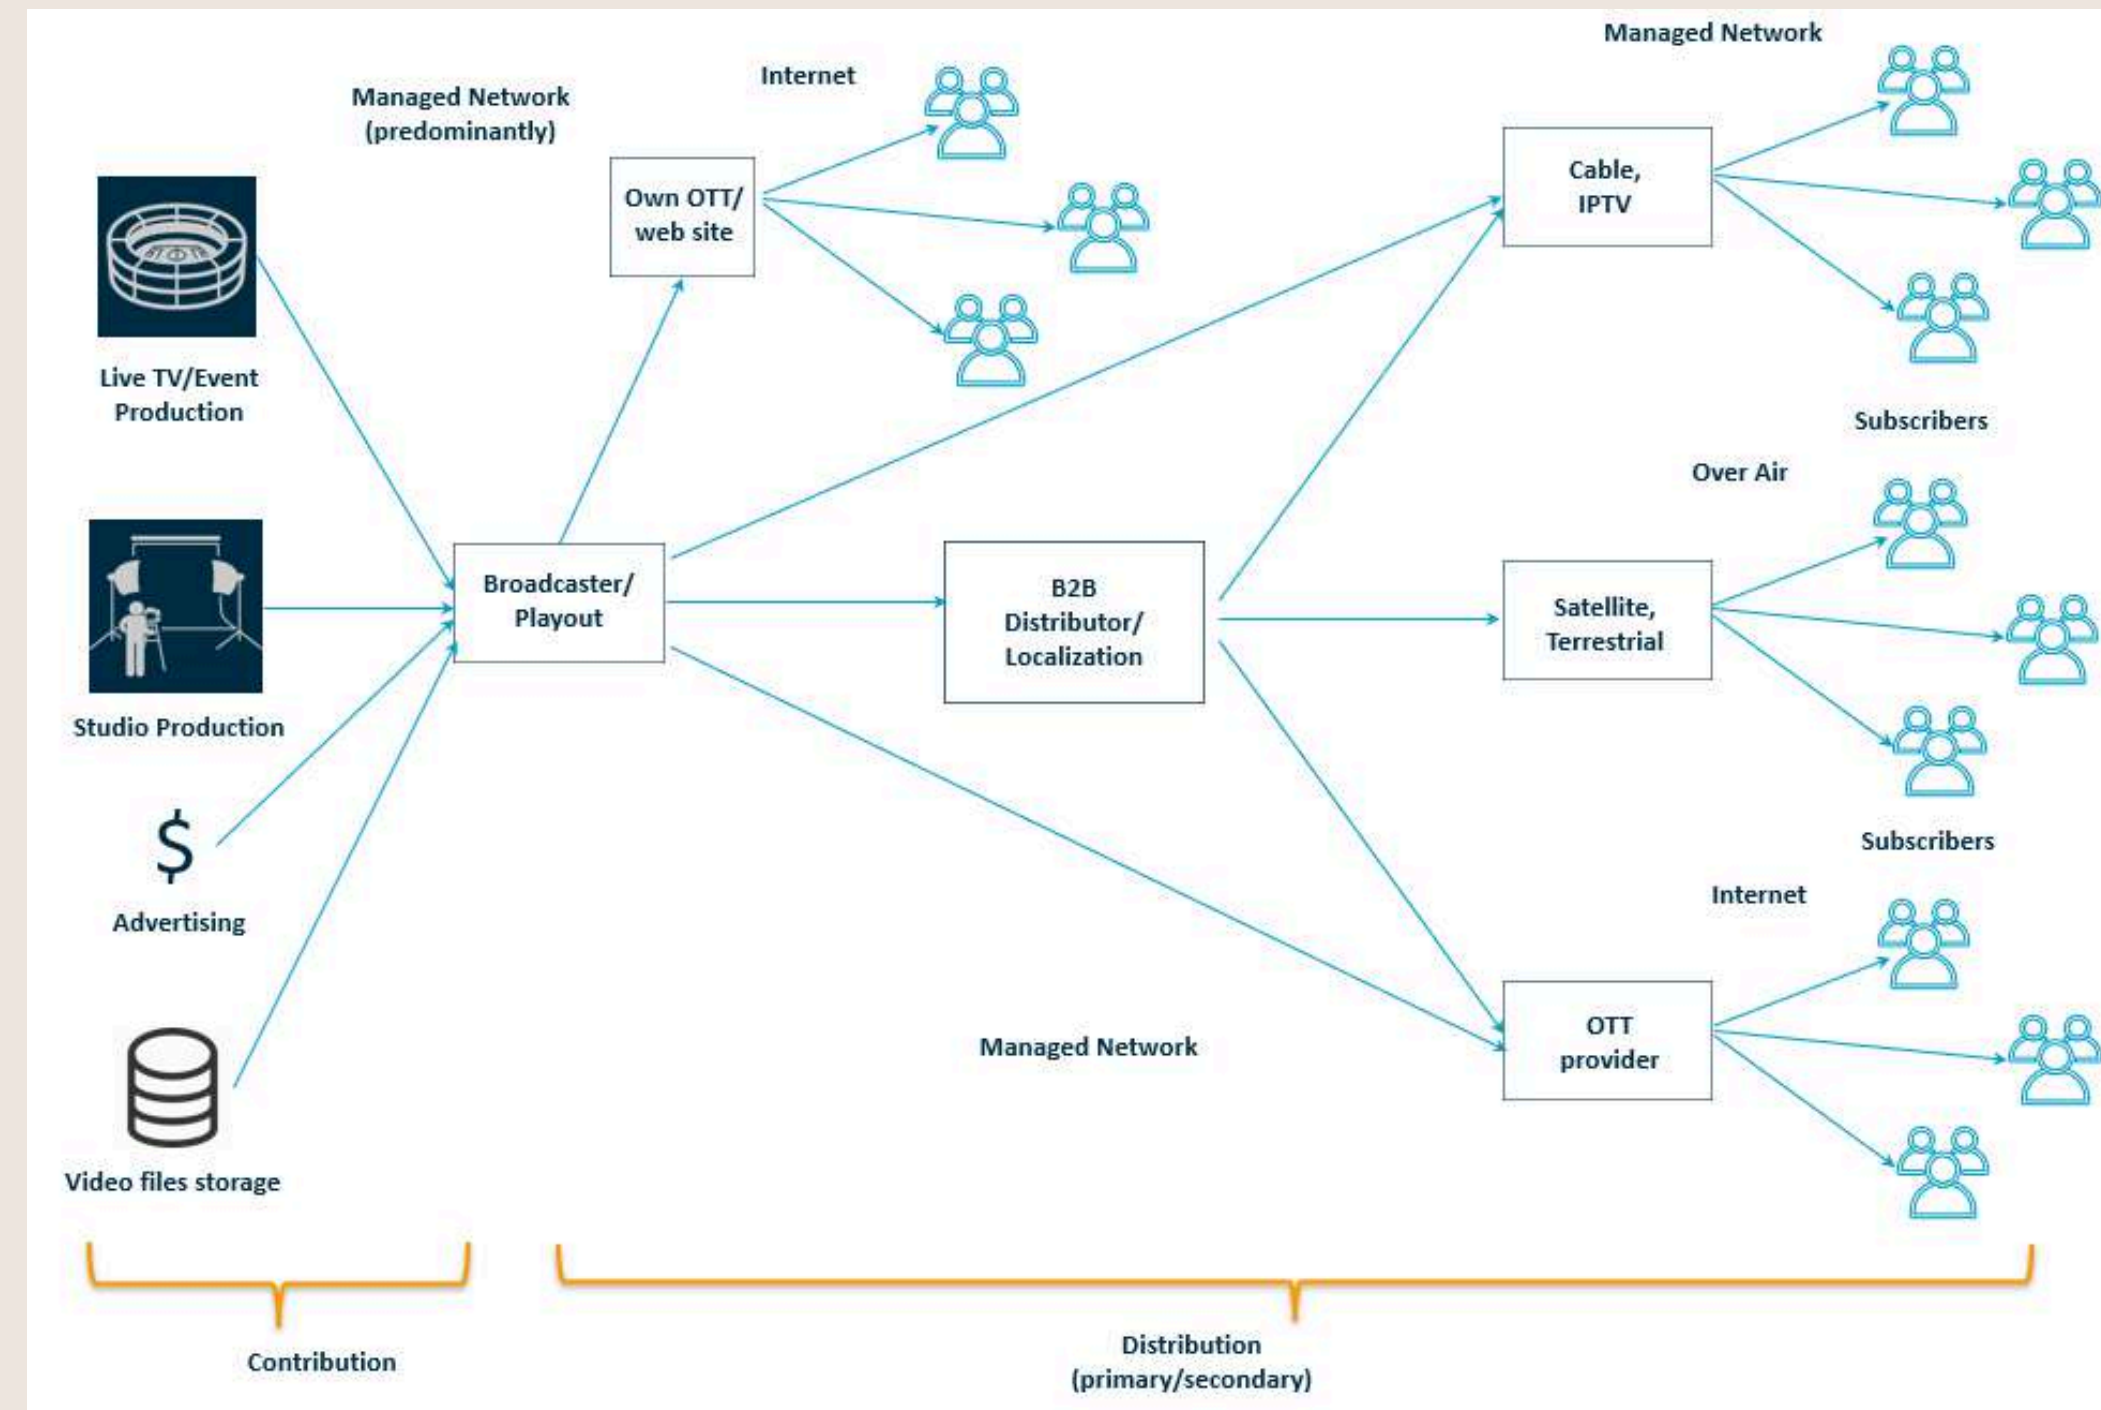 Managed Network
(predominantly)
Internet
Managed Network
Own OTT/
web site
Cable,
IPTV
Live TV/Event
Production
Subscribers
Over Air
Broadcaster/
Playout
B2B
Distributor/
Localization
Satellite,
Terrestrial
Studio Production
Subscribers
Internet
$
Advertising
Managed Network
OTT
provider
Video files storage
Contribution
Distribution
(primary/secondary)